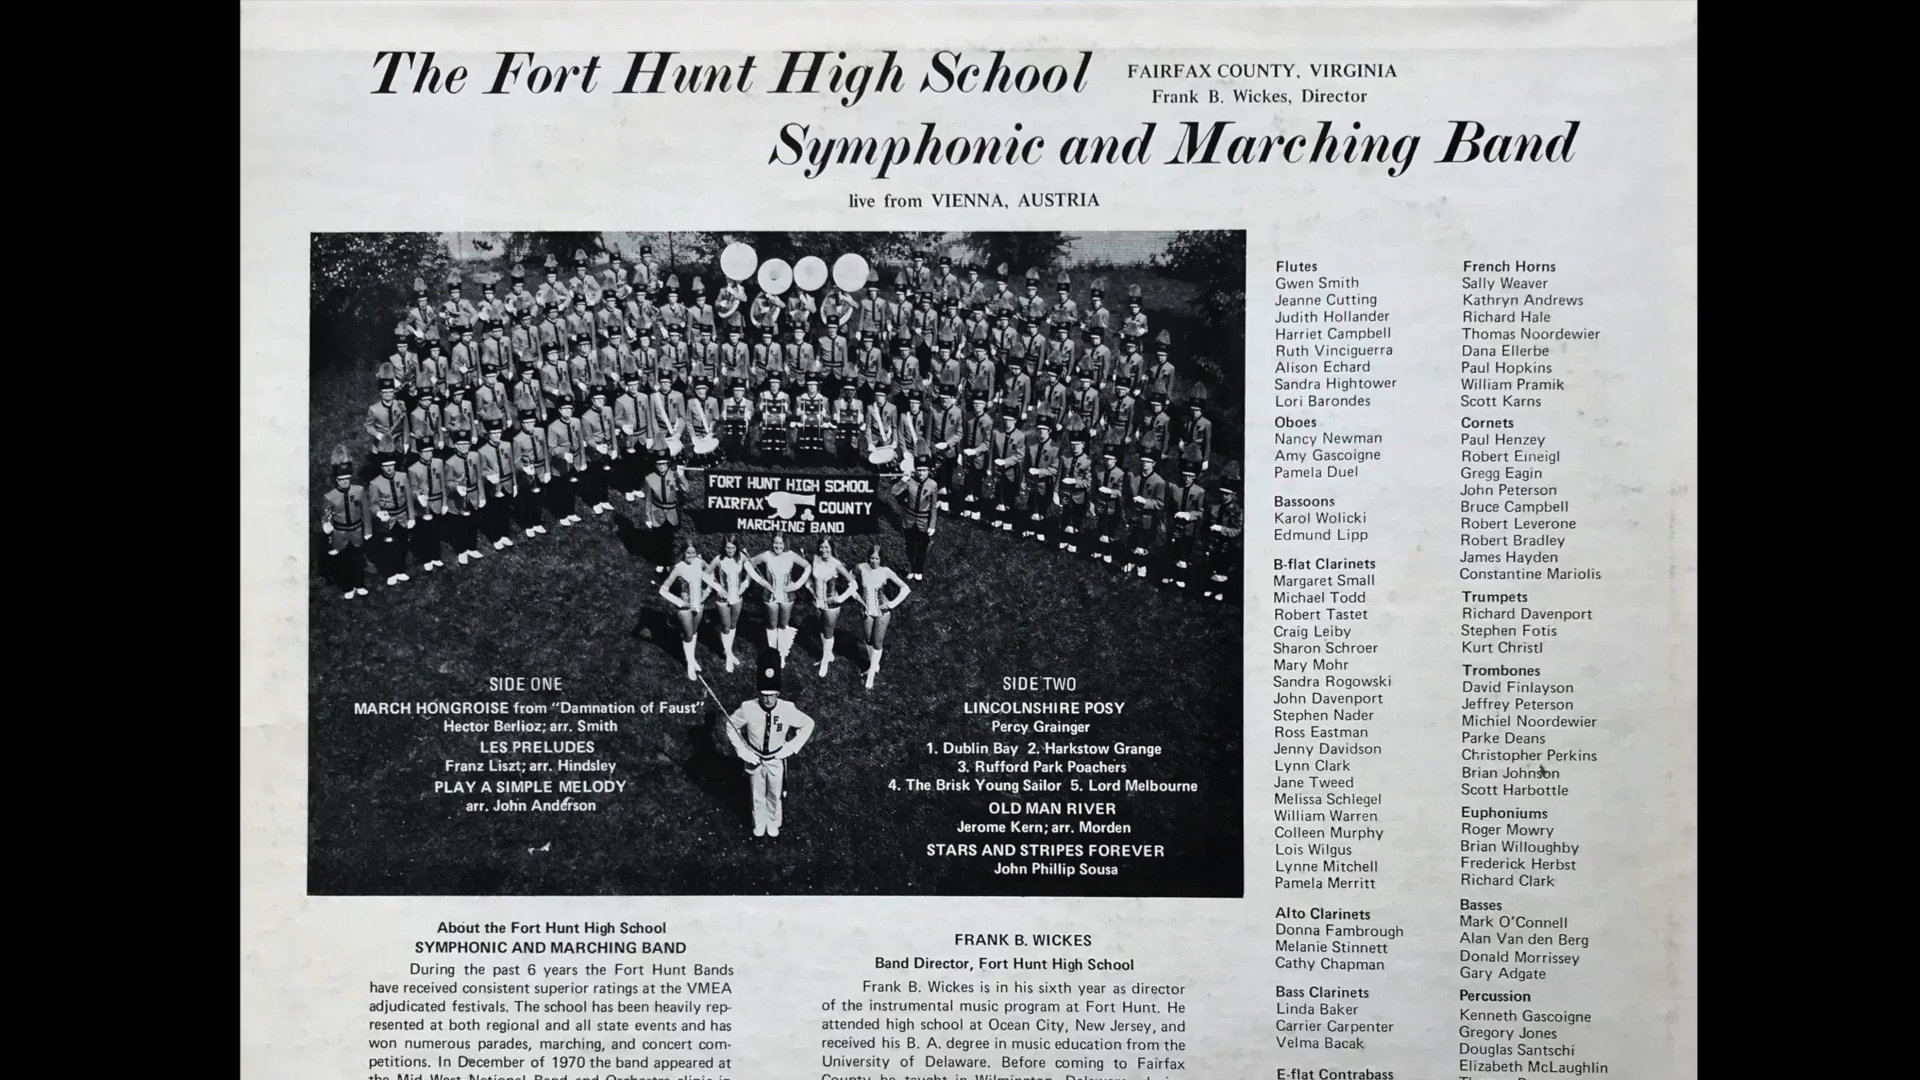 The Fort Hunt High School
FAIRFAX COUNTY, VIRGINIA
Frank B. Wickes, Director
Symphonic and Marching Band
live from VIENNA, AUSTRIA
FORT HUNT HIGH SCHOOL
FAIRFAX COUNTY
MARCHING BAND
SIDE ONE
MARCH HONGROISE from "Damnation of Faust"
Hector Berlioz; arr. Smith
LES PRELUDES
Franz Liszt; arr. Hindsley
PLAY A SIMPLE MELODY
arr. John Anderson
SIDE TWO
LINCOLNSHIRE POSY
Percy Grainger
1. Dublin Bay 2. Harkstow Grange
3. Rufford Park Poachers
4. The Brisk Young Sailor 5. Lord Melbourne
OLD MAN RIVER
Jerome Kern; arr. Morden
STARS AND STRIPES FOREVER
John Phillip Sousa
About the Fort Hunt High School
SYMPHONIC AND MARCHING BAND
During the past 6 years the Fort Hunt Bands
have received consistent superior ratings at the VMEA
adjudicated festivals. The school has been heavily rep-
resented at both regional and all state events and has
won numerous parades, marching, and concert com-
petitions. In December of 1970 the band appeared at
the Mid West National Band and Orchestra clinic in
FRANK B. WICKES
Band Director, Fort Hunt High School
Frank B. Wickes is in his sixth year as director
of the instrumental music program at Fort Hunt. He
attended high school at Ocean City, New Jersey, and
received his B. A. degree in music education from the
University of Delaware. Before coming to Fairfax
County he taught in Wilmington, Delaware
Flutes
Gwen Smith
Jeanne Cutting
Judith Hollander
Harriet Campbell
Ruth Vinciguerra
Alison Echard
Sandra Hightower
Lori Barondes
Oboes
Nancy Newman
Amy Gascoigne
Pamela Duel
Bassoons
Karol Wolicki
Edmund Lipp
B-flat Clarinets
Margaret Small
Michael Todd
Robert Tastet
Craig Leiby
Sharon Schroer
Mary Mohr
Sandra Rogowski
John Davenport
Stephen Nader
Ross Eastman
Jenny Davidson
Lynn Clark
Jane Tweed
Melissa Schlegel
William Warren
Colleen Murphy
Lois Wilgus
Lynne Mitchell
Pamela Merritt
Alto Clarinets
Donna Fambrough
Melanie Stinnett
Cathy Chapman
Bass Clarinets
Linda Baker
Carrier Carpenter
Velma Bacak
E-flat Contrabass
French Horns
Sally Weaver
Kathryn Andrews
Richard Hale
Thomas Noordewier
Dana Ellerbe
Paul Hopkins
William Pramik
Scott Karns
Cornets
Paul Henzey
Robert Eineigl
Gregg Eagin
John Peterson
Bruce Campbell
Robert Leverone
Robert Bradley
James Hayden
Constantine Mariolis
Trumpets
Richard Davenport
Stephen Fotis
Kurt Christl
Trombones
David Finlayson
Jeffrey Peterson
Michiel Noordewier
Parke Deans
Christopher Perkins
Brian Johnson
Scott Harbottle
Euphoniums
Roger Mowry
Brian Willoughby
Frederick Herbst
Richard Clark
Basses
Mark O'Connell
Alan Van den Berg
Donald Morrissey
Gary Adgate
Percussion
Kenneth Gascoigne
Gregory Jones
Douglas Santschi
Elizabeth McLaughlin